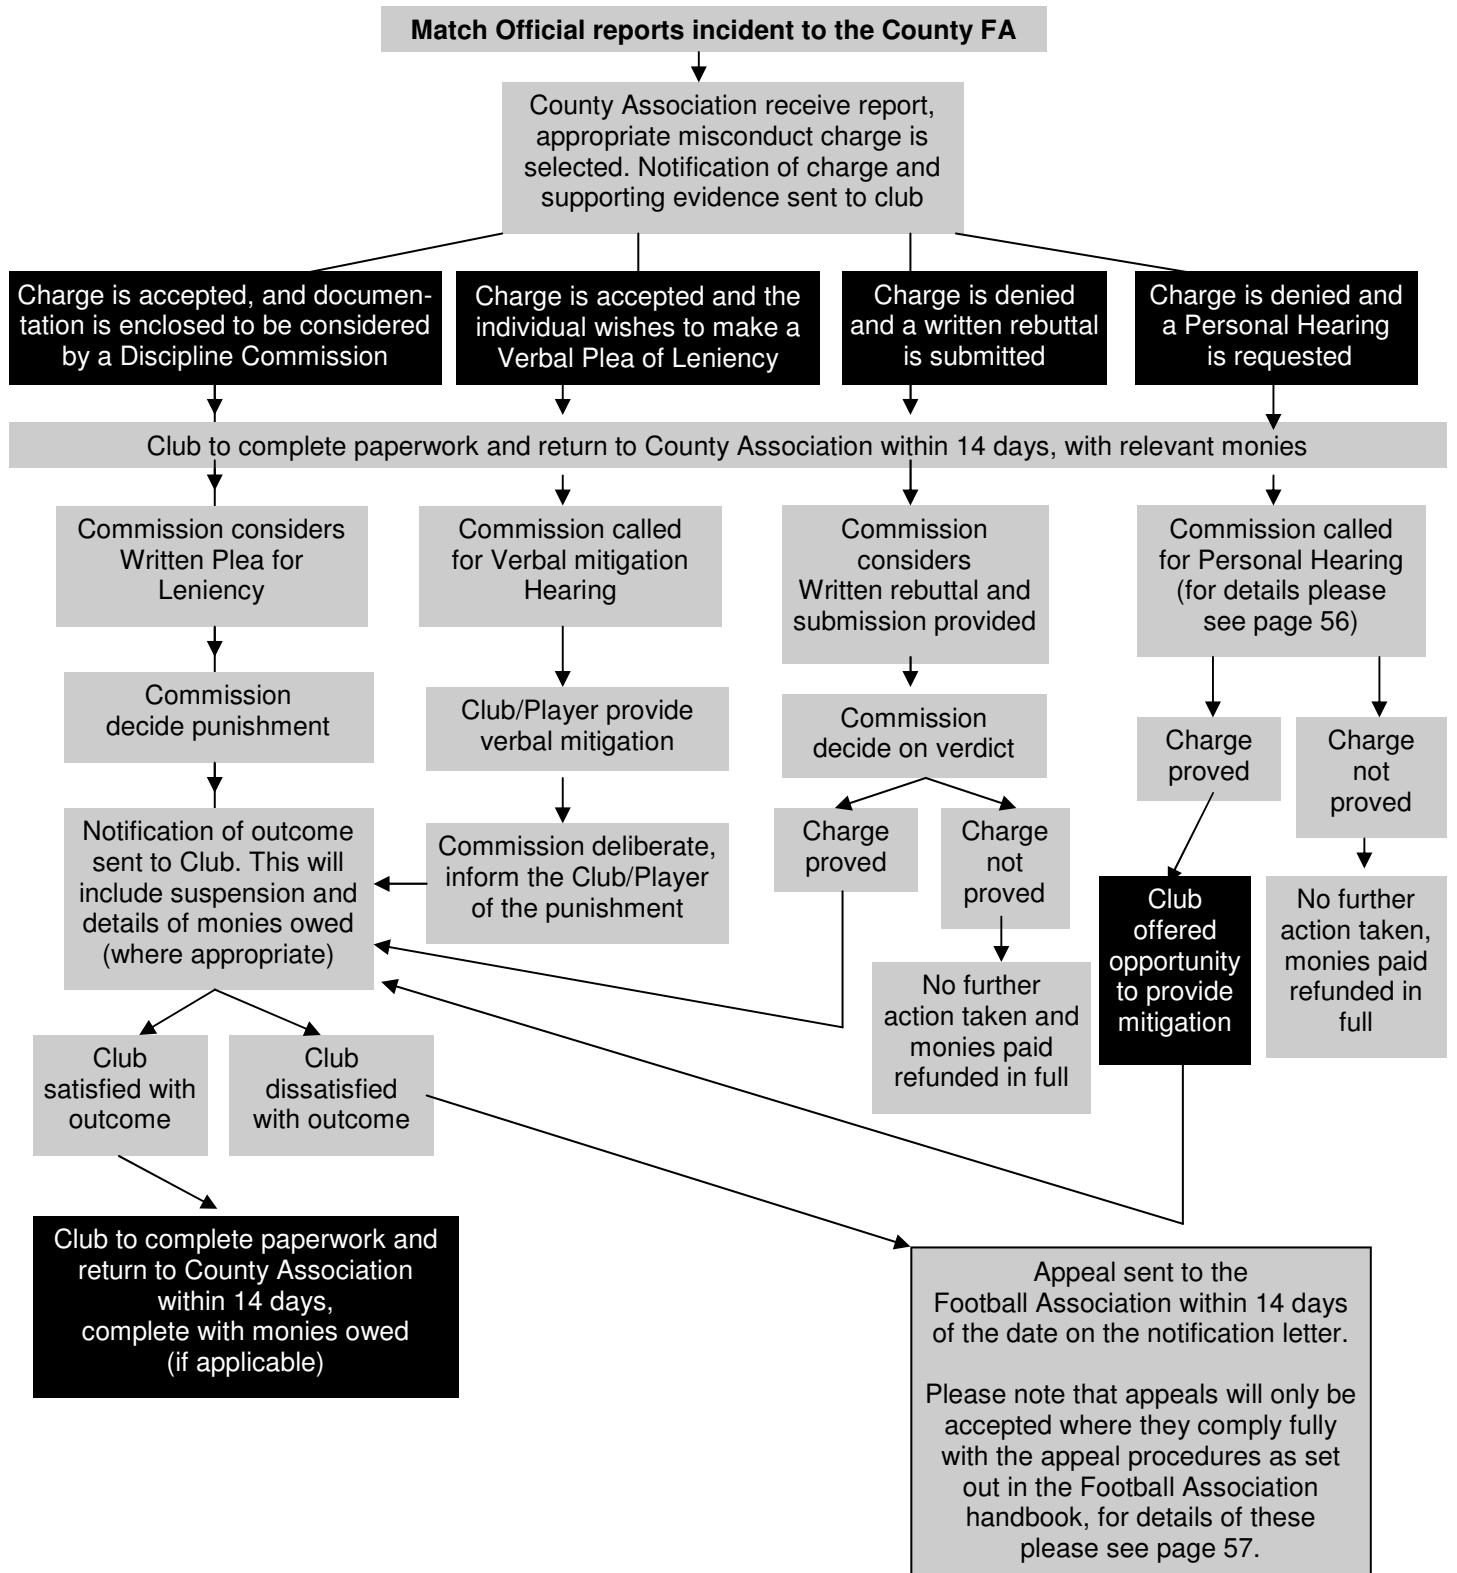 Match Official reports incident to the County FA
County Association receive report,
appropriate misconduct charge is
selected. Notification of charge and
supporting evidence sent to club
Charge is accepted, and documen-
tation is enclosed to be considered
by a Discipline Commission
Charge is accepted and the
individual wishes to make a
Verbal Plea of Leniency
Charge is denied
and a written rebuttal
is submitted
Charge is denied and
a Personal Hearing
is requested
Club to complete paperwork and return to County Association within 14 days, with relevant monies
Commission considers
Written Plea for
Leniency
Commission called
for Verbal mitigation
Hearing
Commission
considers
Written rebuttal and
submission provided
Commission called
for Personal Hearing
(for details please
see page 56)
Commission
decide punishment
Club/Player provide
verbal mitigation
Commission
decide on verdict
Charge
proved
Charge
not
proved
Notification of outcome
sent to Club. This will
include suspension and
details of monies owed
(where appropriate)
Commission deliberate,
inform the Club/Player
of the punishment
Charge
proved
Charge
not
proved
Club
offered
opportunity
to provide
mitigation
No further
action taken,
monies paid
refunded in
full
No further
action taken and
monies paid
refunded in full
Club
satisfied with
outcome
Club
dissatisfied
with outcome
Club to complete paperwork and
return to County Association
within 14 days,
complete with monies owed
(if applicable)
Appeal sent to the
Football Association within 14 days
of the date on the notification letter.
Please note that appeals will only be
accepted where they comply fully
with the appeal procedures as set
out in the Football Association
handbook, for details of these
please see page 57.